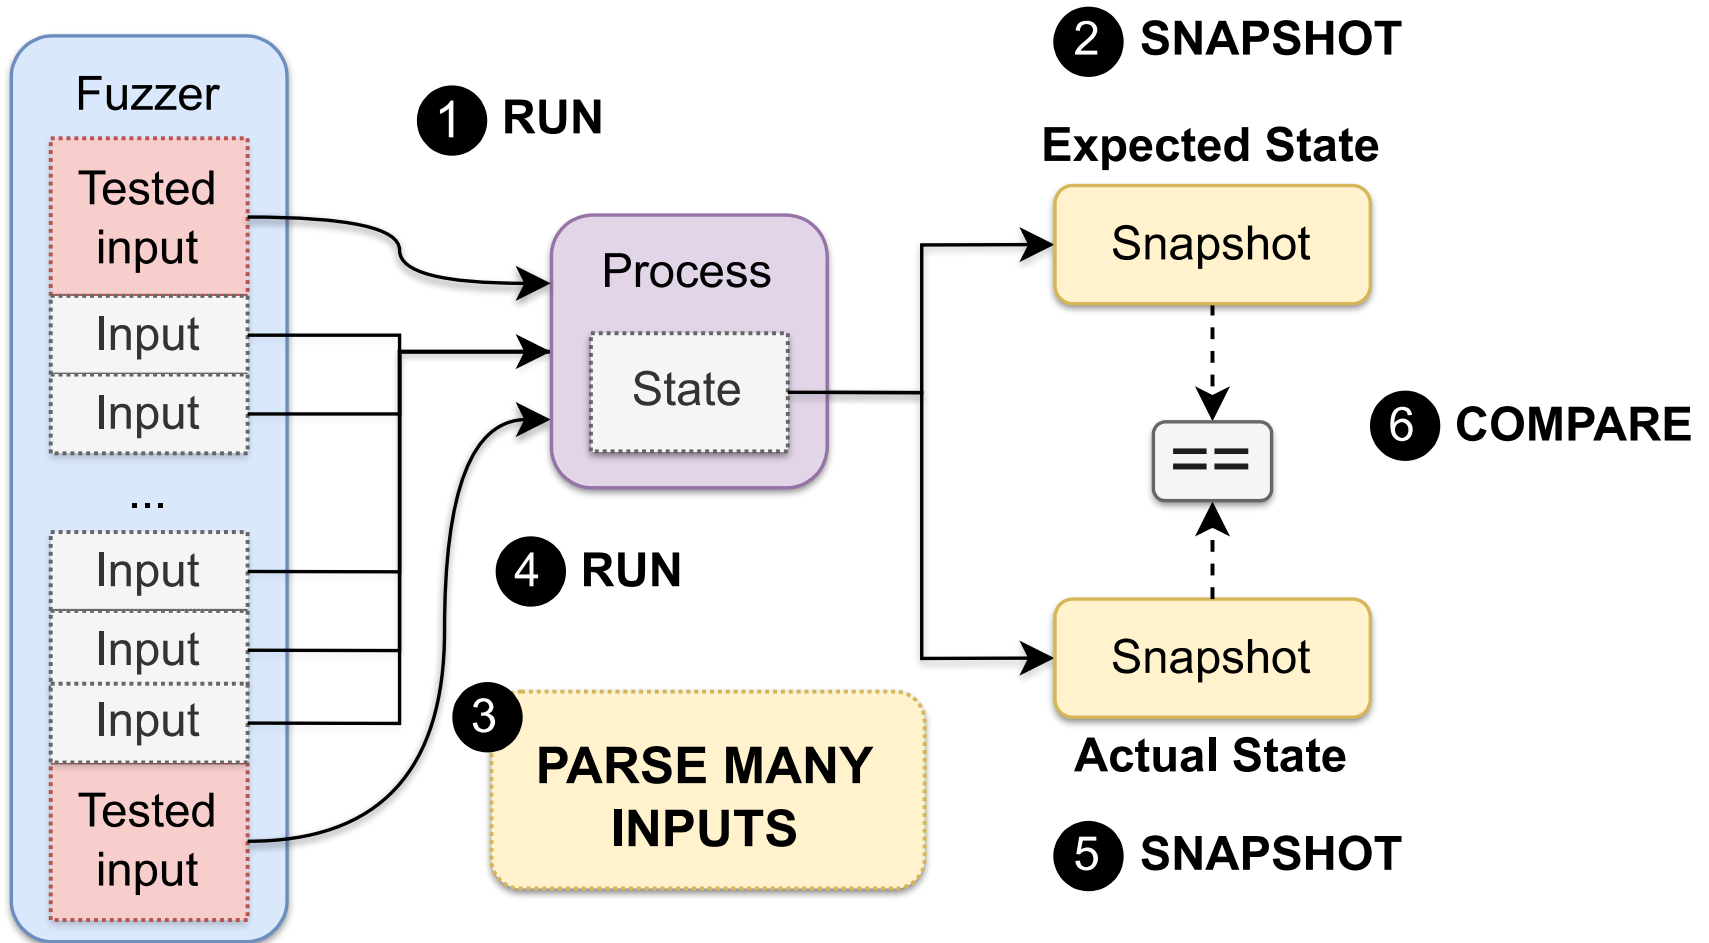 Fuzzer
Tested
input
Input
Input
...
Input
Input
Input
Tested
input
1 RUN
Process
State
4 RUN
3
PARSE MANY
INPUTS
2 SNAPSHOT
Expected State
Snapshot
==
6 COMPARE
Snapshot
Actual State
5 SNAPSHOT